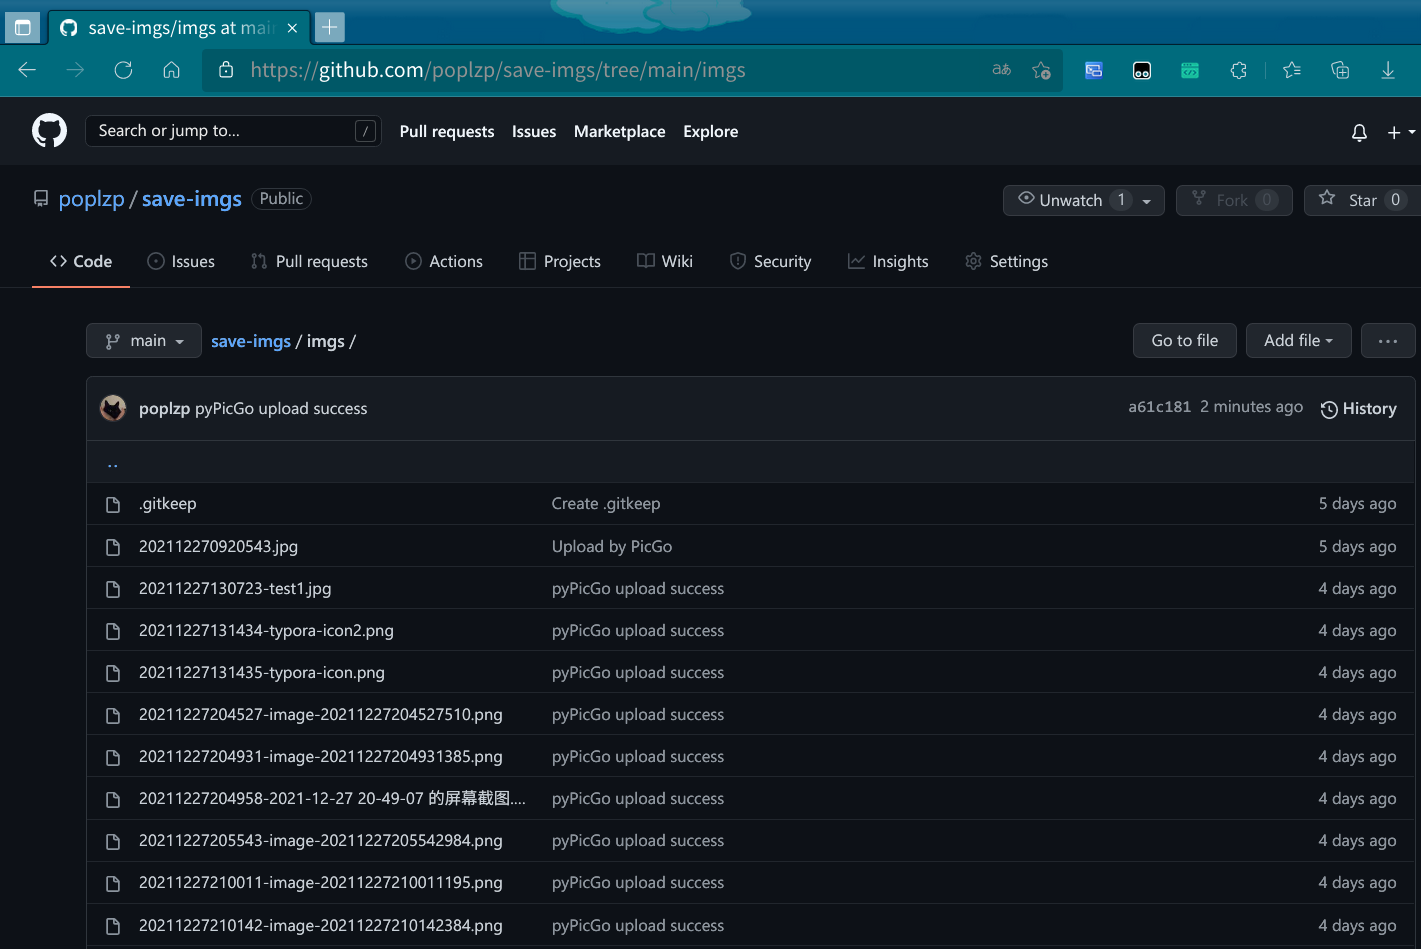 save-imgs/imgs at mai
https://github.com/poplzp/save-imgs/tree/main/imgs
Search or jump to... /
Pull requests Issues Marketplace Explore
poplzp / save-imgs Public
Unwatch 1 Fork 0 Star 0
Code Issues Pull requests Actions Projects Wiki Security Insights Settings
main save-imgs / imgs /
Go to file Add file ...
poplzp pyPicGo upload success a61c181 2 minutes ago History
..
.gitkeep Create .gitkeep 5 days ago
202112270920543.jpg Upload by PicGo 5 days ago
20211227130723-test1.jpg pyPicGo upload success 4 days ago
20211227131434-typora-icon2.png pyPicGo upload success 4 days ago
20211227131435-typora-icon.png pyPicGo upload success 4 days ago
20211227204527-image-20211227204527510.png pyPicGo upload success 4 days ago
20211227204931-image-20211227204931385.png pyPicGo upload success 4 days ago
20211227204958-2021-12-27 20-49-07 的屏幕截图.... pyPicGo upload success 4 days ago
20211227205543-image-20211227205542984.png pyPicGo upload success 4 days ago
20211227210011-image-20211227210011195.png pyPicGo upload success 4 days ago
20211227210142-image-20211227210142384.png pyPicGo upload success 4 days ago